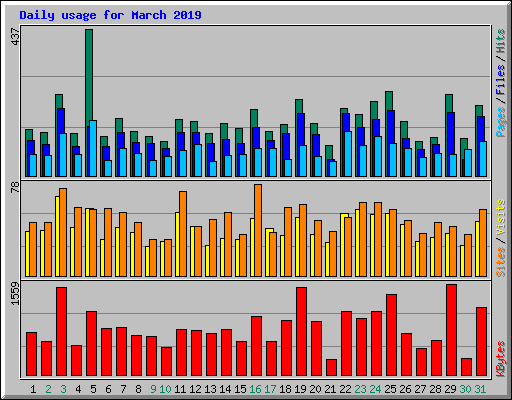 Daily usage for March 2019
437
78
1559
Pages / Files / Hits
Sites / Visits
KBytes
1 2 3 4 5 6 7 8 9 10 11 12 13 14 15 16 17 18 19 20 21 22 23 24 25 26 27 28 29 30 31